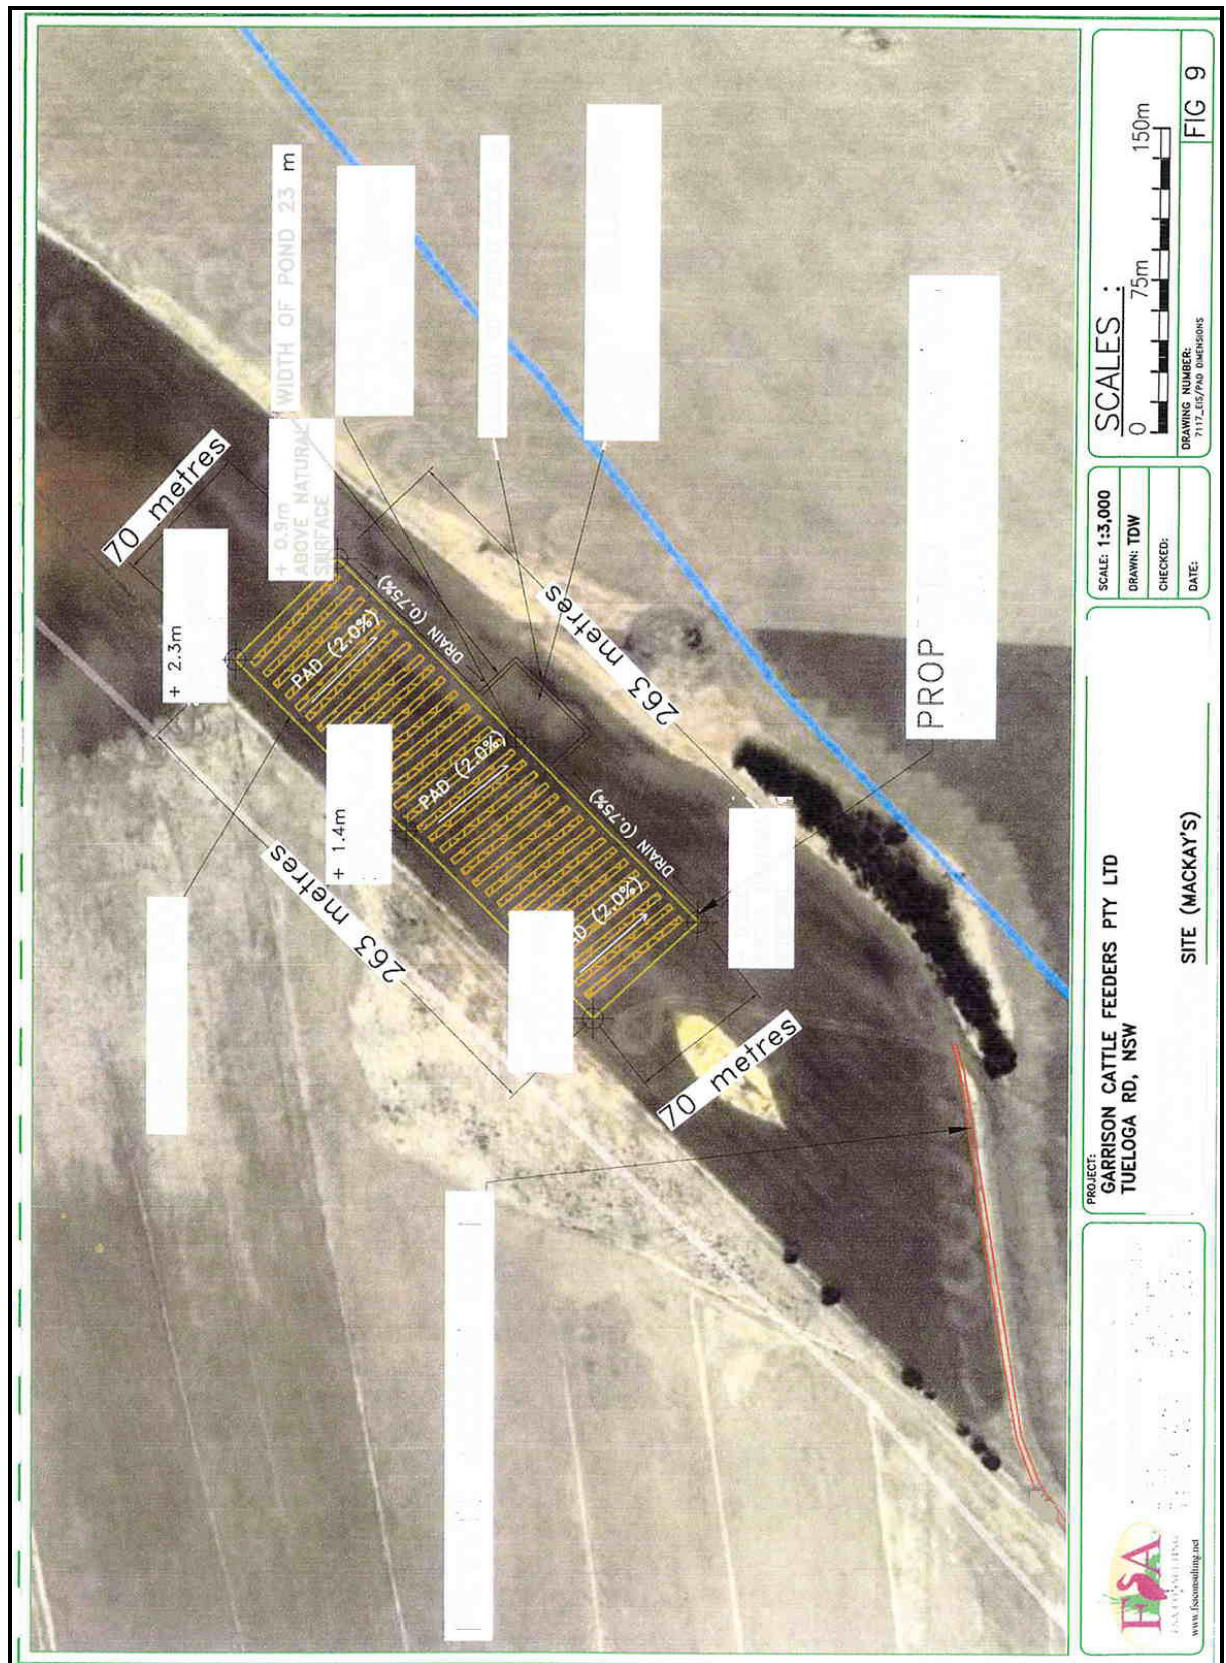 WIDTH OF POND 23 m
+ 0.9m
ABOVE NATURAL
SURFACE
70 metres
+ 2.3m
PAD (2.0%)
DRAIN (0.75%)
+ 1.4m
PAD (2.0%)
263 metres
263 metres
DRAIN (0.75%)
(2.0%)
70 metres
PROP
PROJECT:
GARRISON CATTLE FEEDERS PTY LTD
TUELOGA RD, NSW
SITE (MACKAY'S)
SCALE: 1:3,000
DRAWN: TDW
CHECKED:
DATE:
SCALES :
0 75m 150m
DRAWING NUMBER:
7117_EIS/PAD DIMENSIONS
FIG 9
FSA
FSA CONSULTING
www.fsaconsulting.net